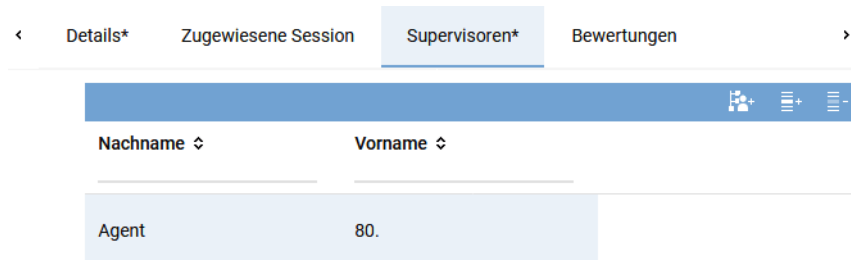 Details* Zugewiesene Session Supervisoren* Bewertungen
Nachname Vorname
Agent 80.